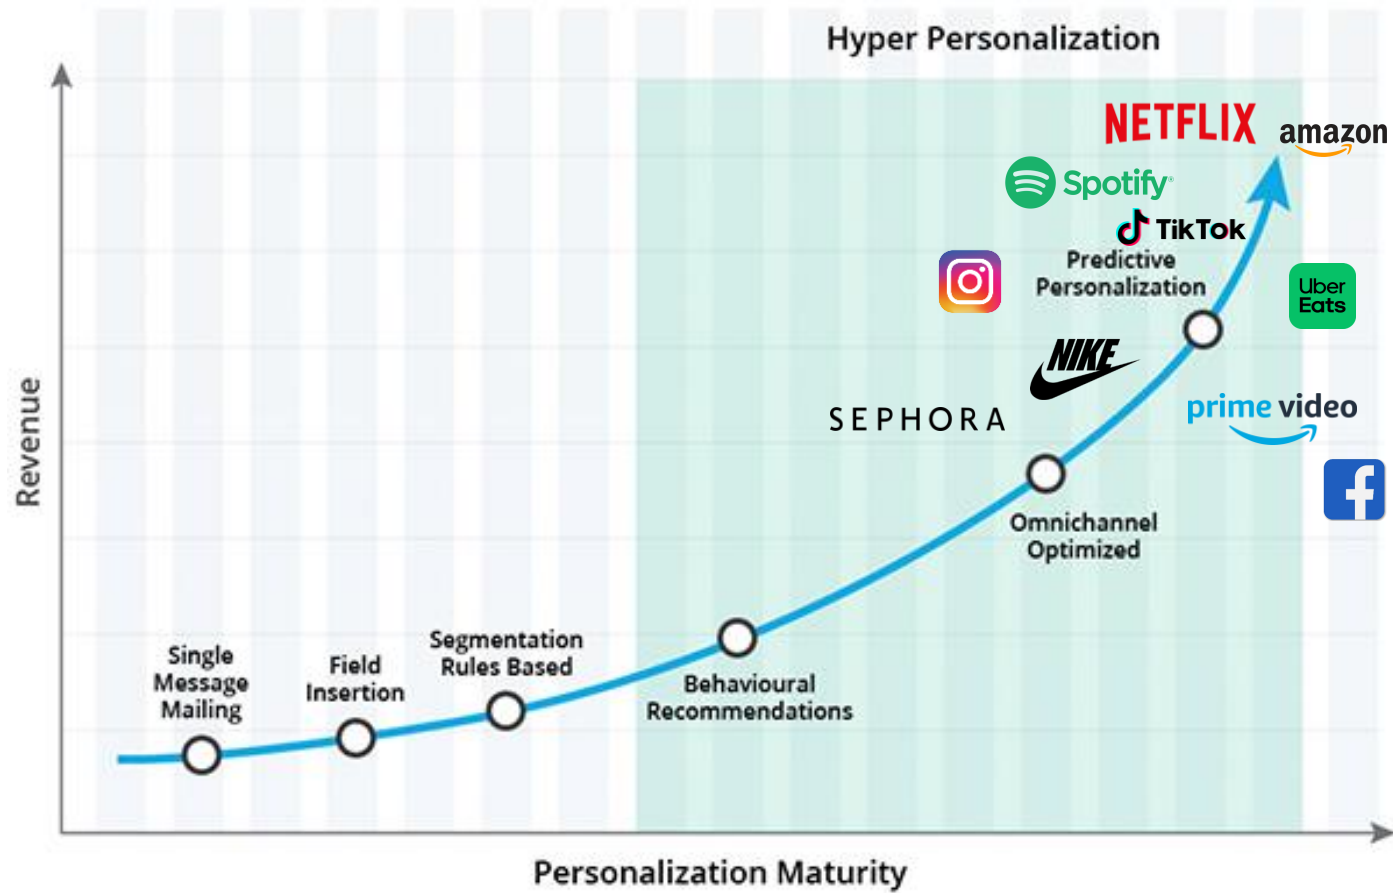 Hyper Personalization
NETFLIX
amazon
Spotify®
TikTok
Predictive
Personalization
Uber
Eats
NIKE
SEPHORA
prime video
Revenue
Omnichannel
Optimized
Segmentation
Rules Based
Single
Message
Mailing
Field
Insertion
Behavioural
Recommendations
Personalization Maturity